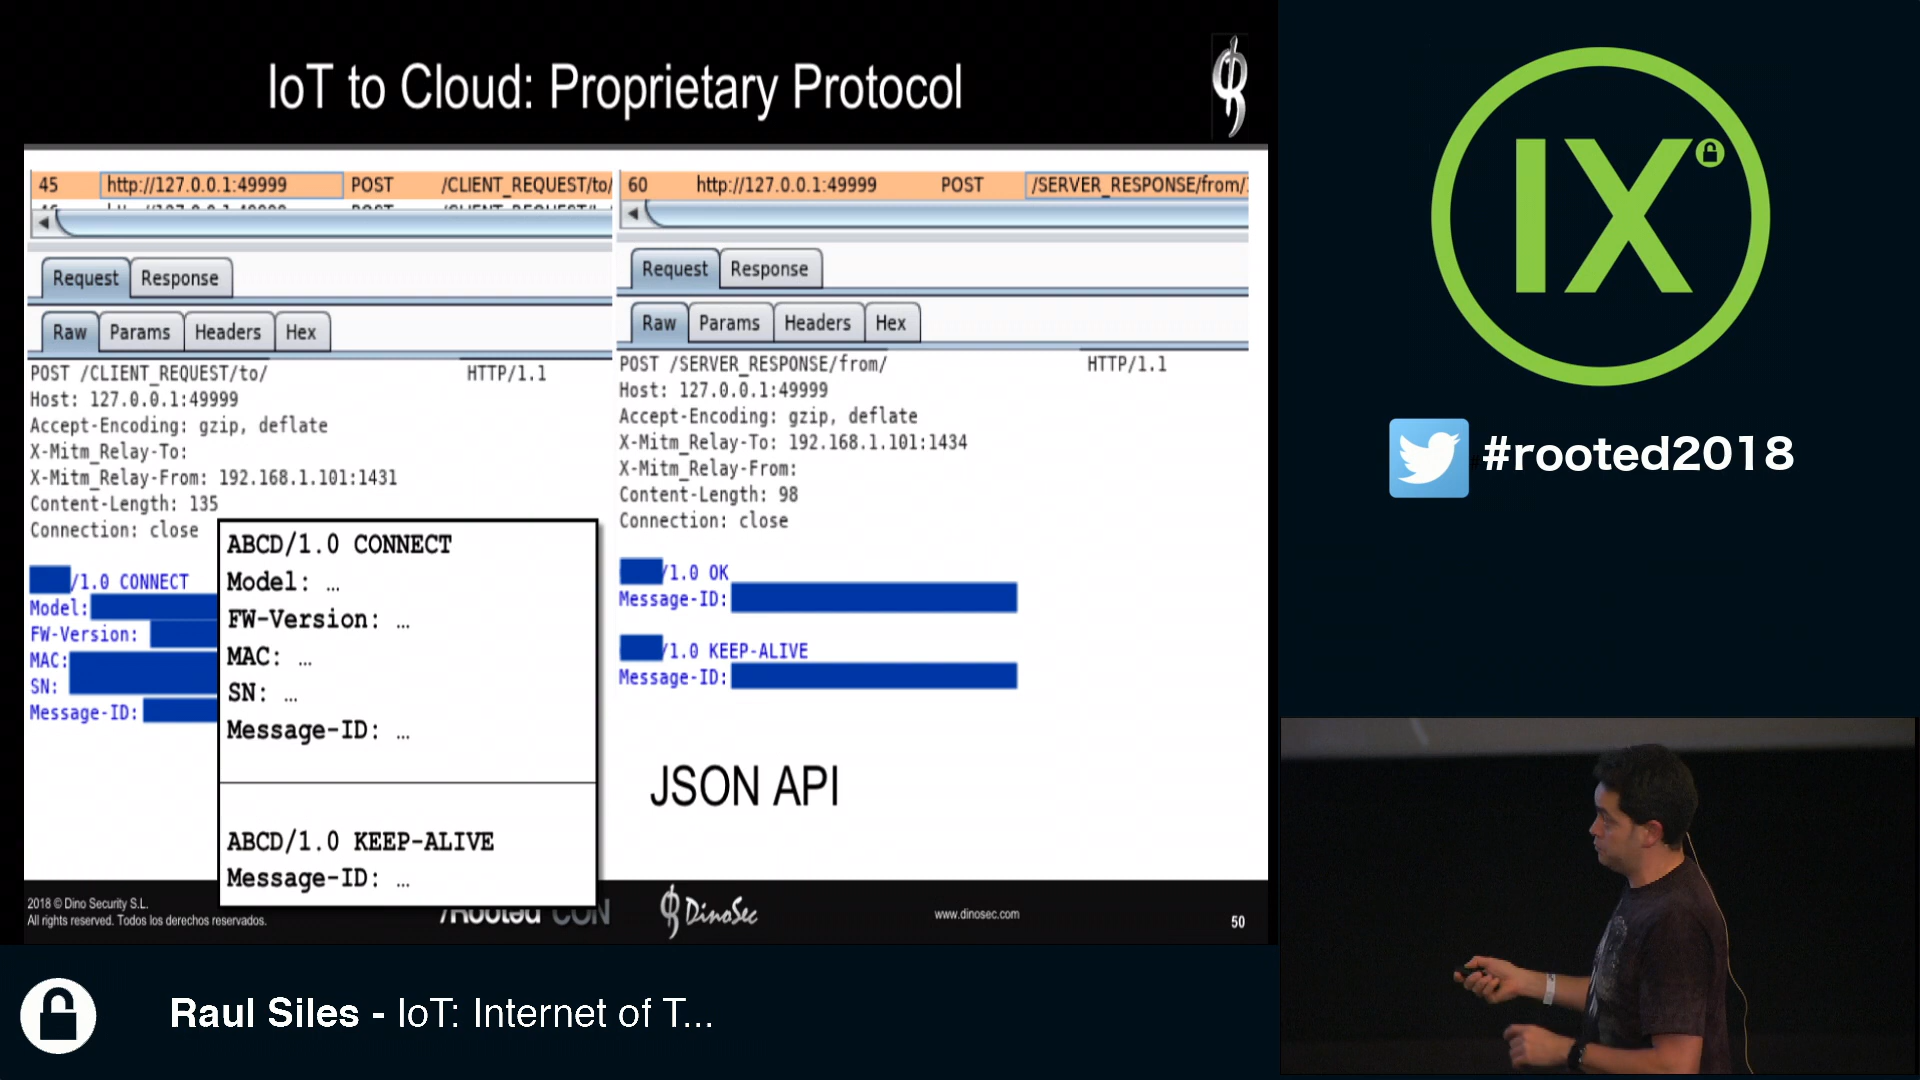 IoT to Cloud: Proprietary Protocol
45 http://127.0.0.1:49999 POST /CLIENT_REQUEST/to/
Request Response
Raw Params Headers Hex
POST /CLIENT_REQUEST/to/ HTTP/1.1
Host: 127.0.0.1:49999
Accept-Encoding: gzip, deflate
X-Mitm_Relay-To:
X-Mitm_Relay-From: 192.168.1.101:1431
Content-Length: 135
Connection: close
/1.0 CONNECT
Model:
FW-Version:
MAC:
SN:
Message-ID:
ABCD/1.0 CONNECT
Model: …
FW-Version: …
MAC: …
SN: …
Message-ID: …
ABCD/1.0 KEEP-ALIVE
Message-ID: …
60 http://127.0.0.1:49999 POST /SERVER_RESPONSE/from/
Request Response
Raw Params Headers Hex
POST /SERVER_RESPONSE/from/ HTTP/1.1
Host: 127.0.0.1:49999
Accept-Encoding: gzip, deflate
X-Mitm_Relay-To: 192.168.1.101:1434
X-Mitm_Relay-From:
Content-Length: 98
Connection: close
/1.0 OK
Message-ID:
/1.0 KEEP-ALIVE
Message-ID:
JSON API
2018 © Dino Security S.L.
All rights reserved. Todos los derechos reservados.
/Rooted CON
DinoSec
www.dinosec.com
50
IX
#rooted2018
Raul Siles - IoT: Internet of T...